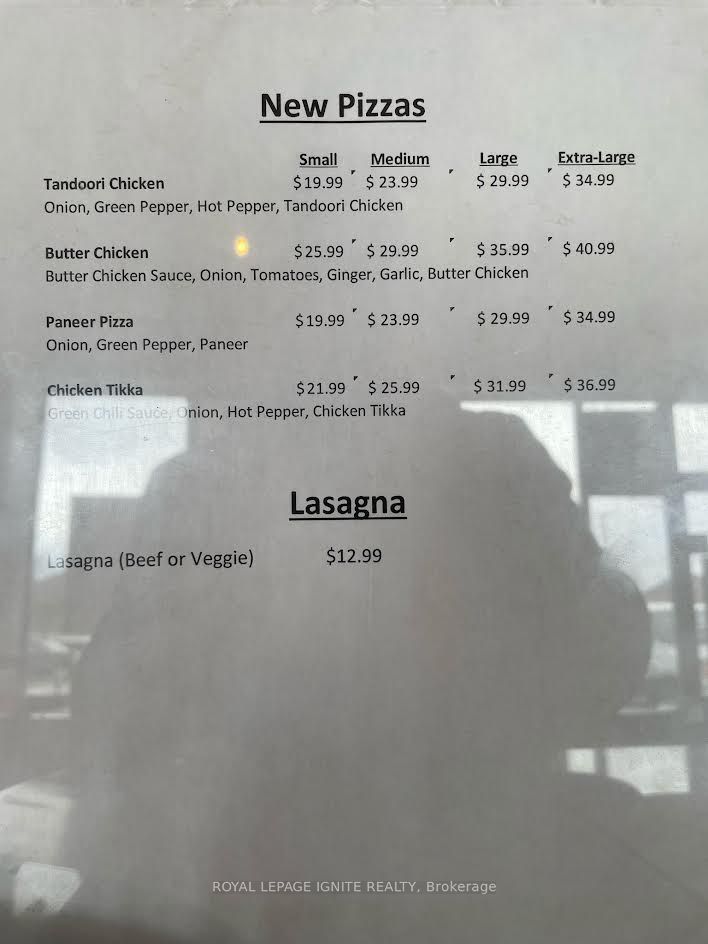 New Pizzas
Small Medium Large Extra-Large
Tandoori Chicken $19.99 $ 23.99 $ 29.99 $ 34.99
Onion, Green Pepper, Hot Pepper, Tandoori Chicken
Butter Chicken $25.99 $ 29.99 $ 35.99 $ 40.99
Butter Chicken Sauce, Onion, Tomatoes, Ginger, Garlic, Butter Chicken
Paneer Pizza $19.99 $ 23.99 $ 29.99 $ 34.99
Onion, Green Pepper, Paneer
Chicken Tikka $21.99 $ 25.99 $ 31.99 $ 36.99
Green Chili Sauce, Onion, Hot Pepper, Chicken Tikka
Lasagna
Lasagna (Beef or Veggie) $12.99
ROYAL LEPAGE IGNITE REALTY, Brokerage